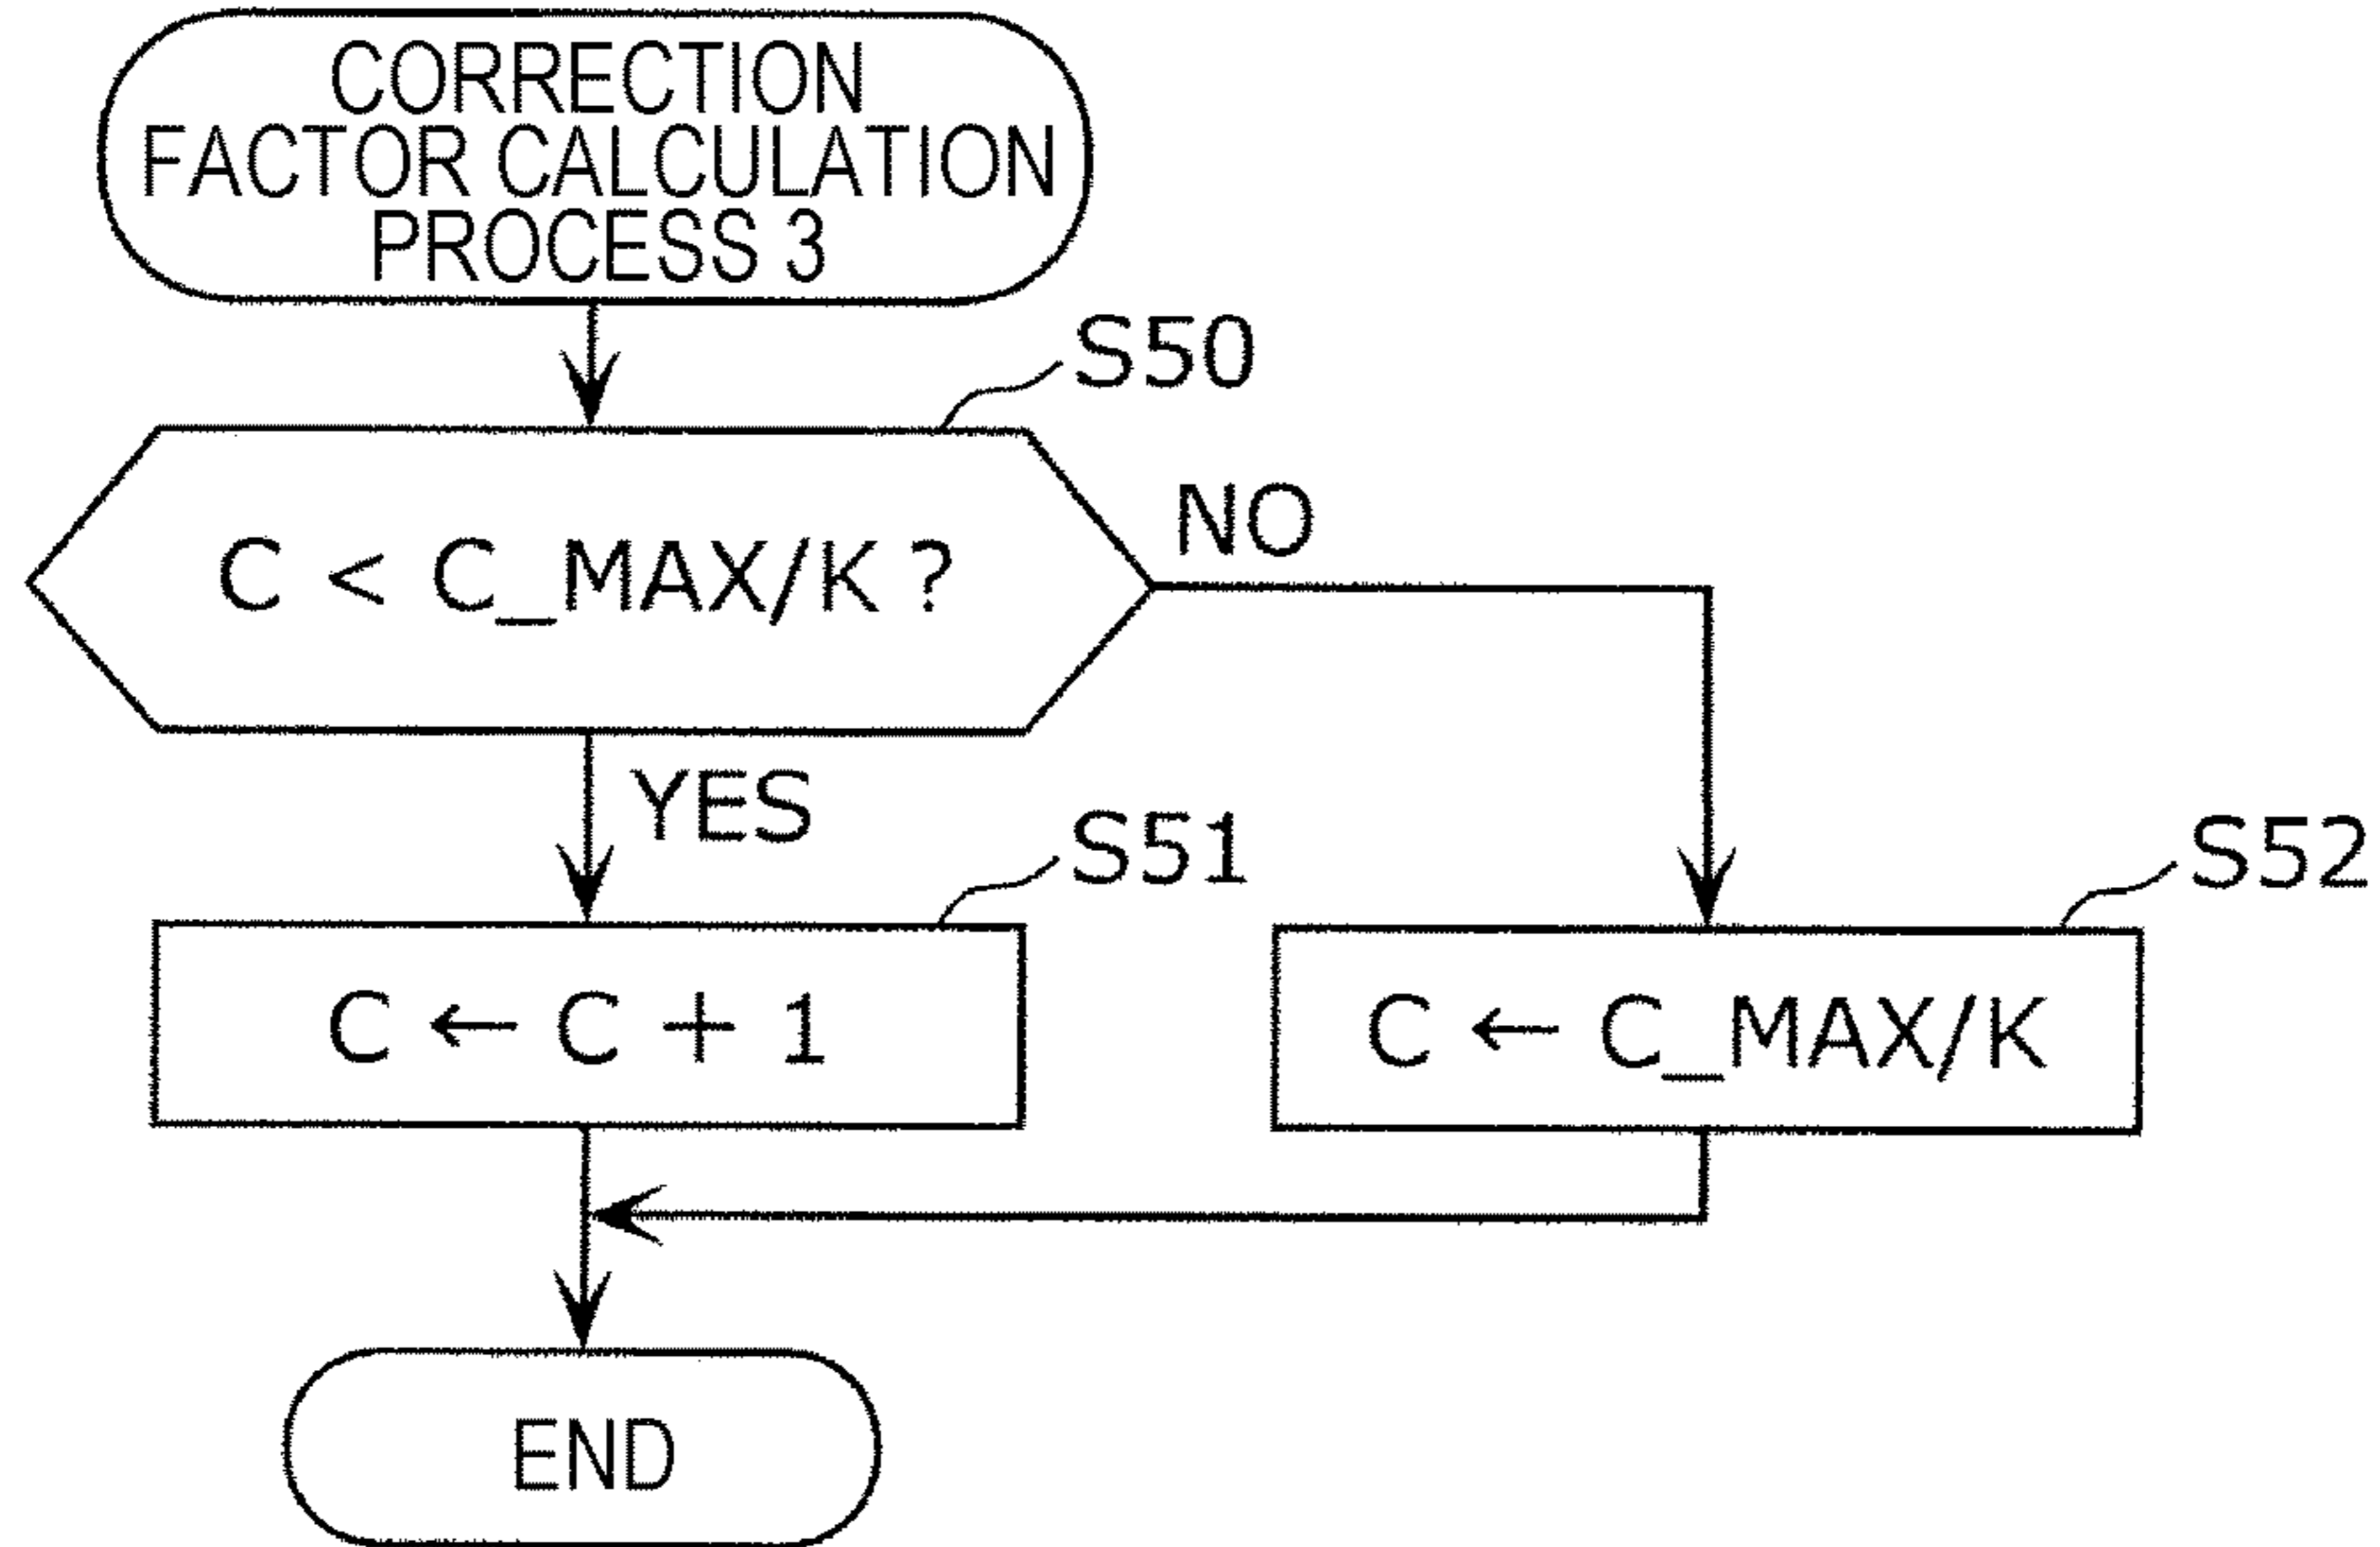 CORRECTION
FACTOR CALCULATION
PROCESS 3
S50
C < C_MAX/K ?
NO
YES
S51
C ← C + 1
S52
C ← C_MAX/K
END